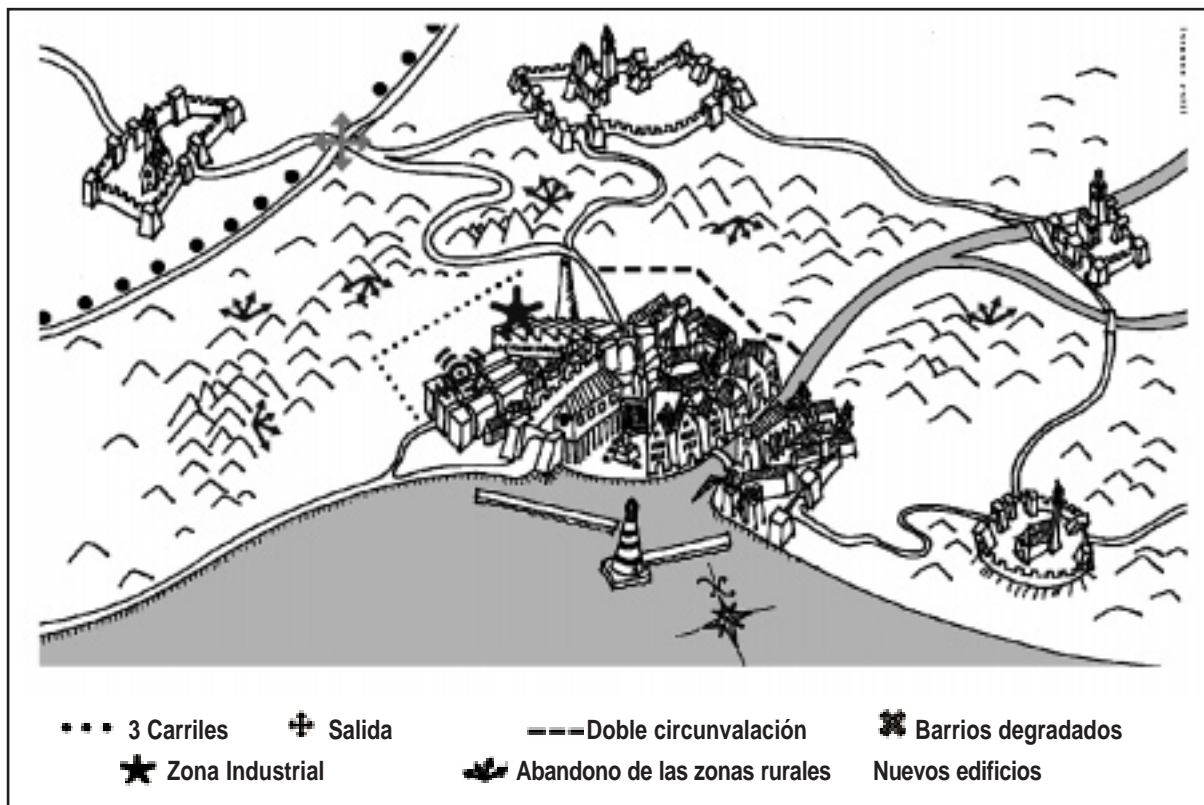 3 Carriles Salida Doble circunvalación Barrios degradados
Zona Industrial Abandono de las zonas rurales Nuevos edificios